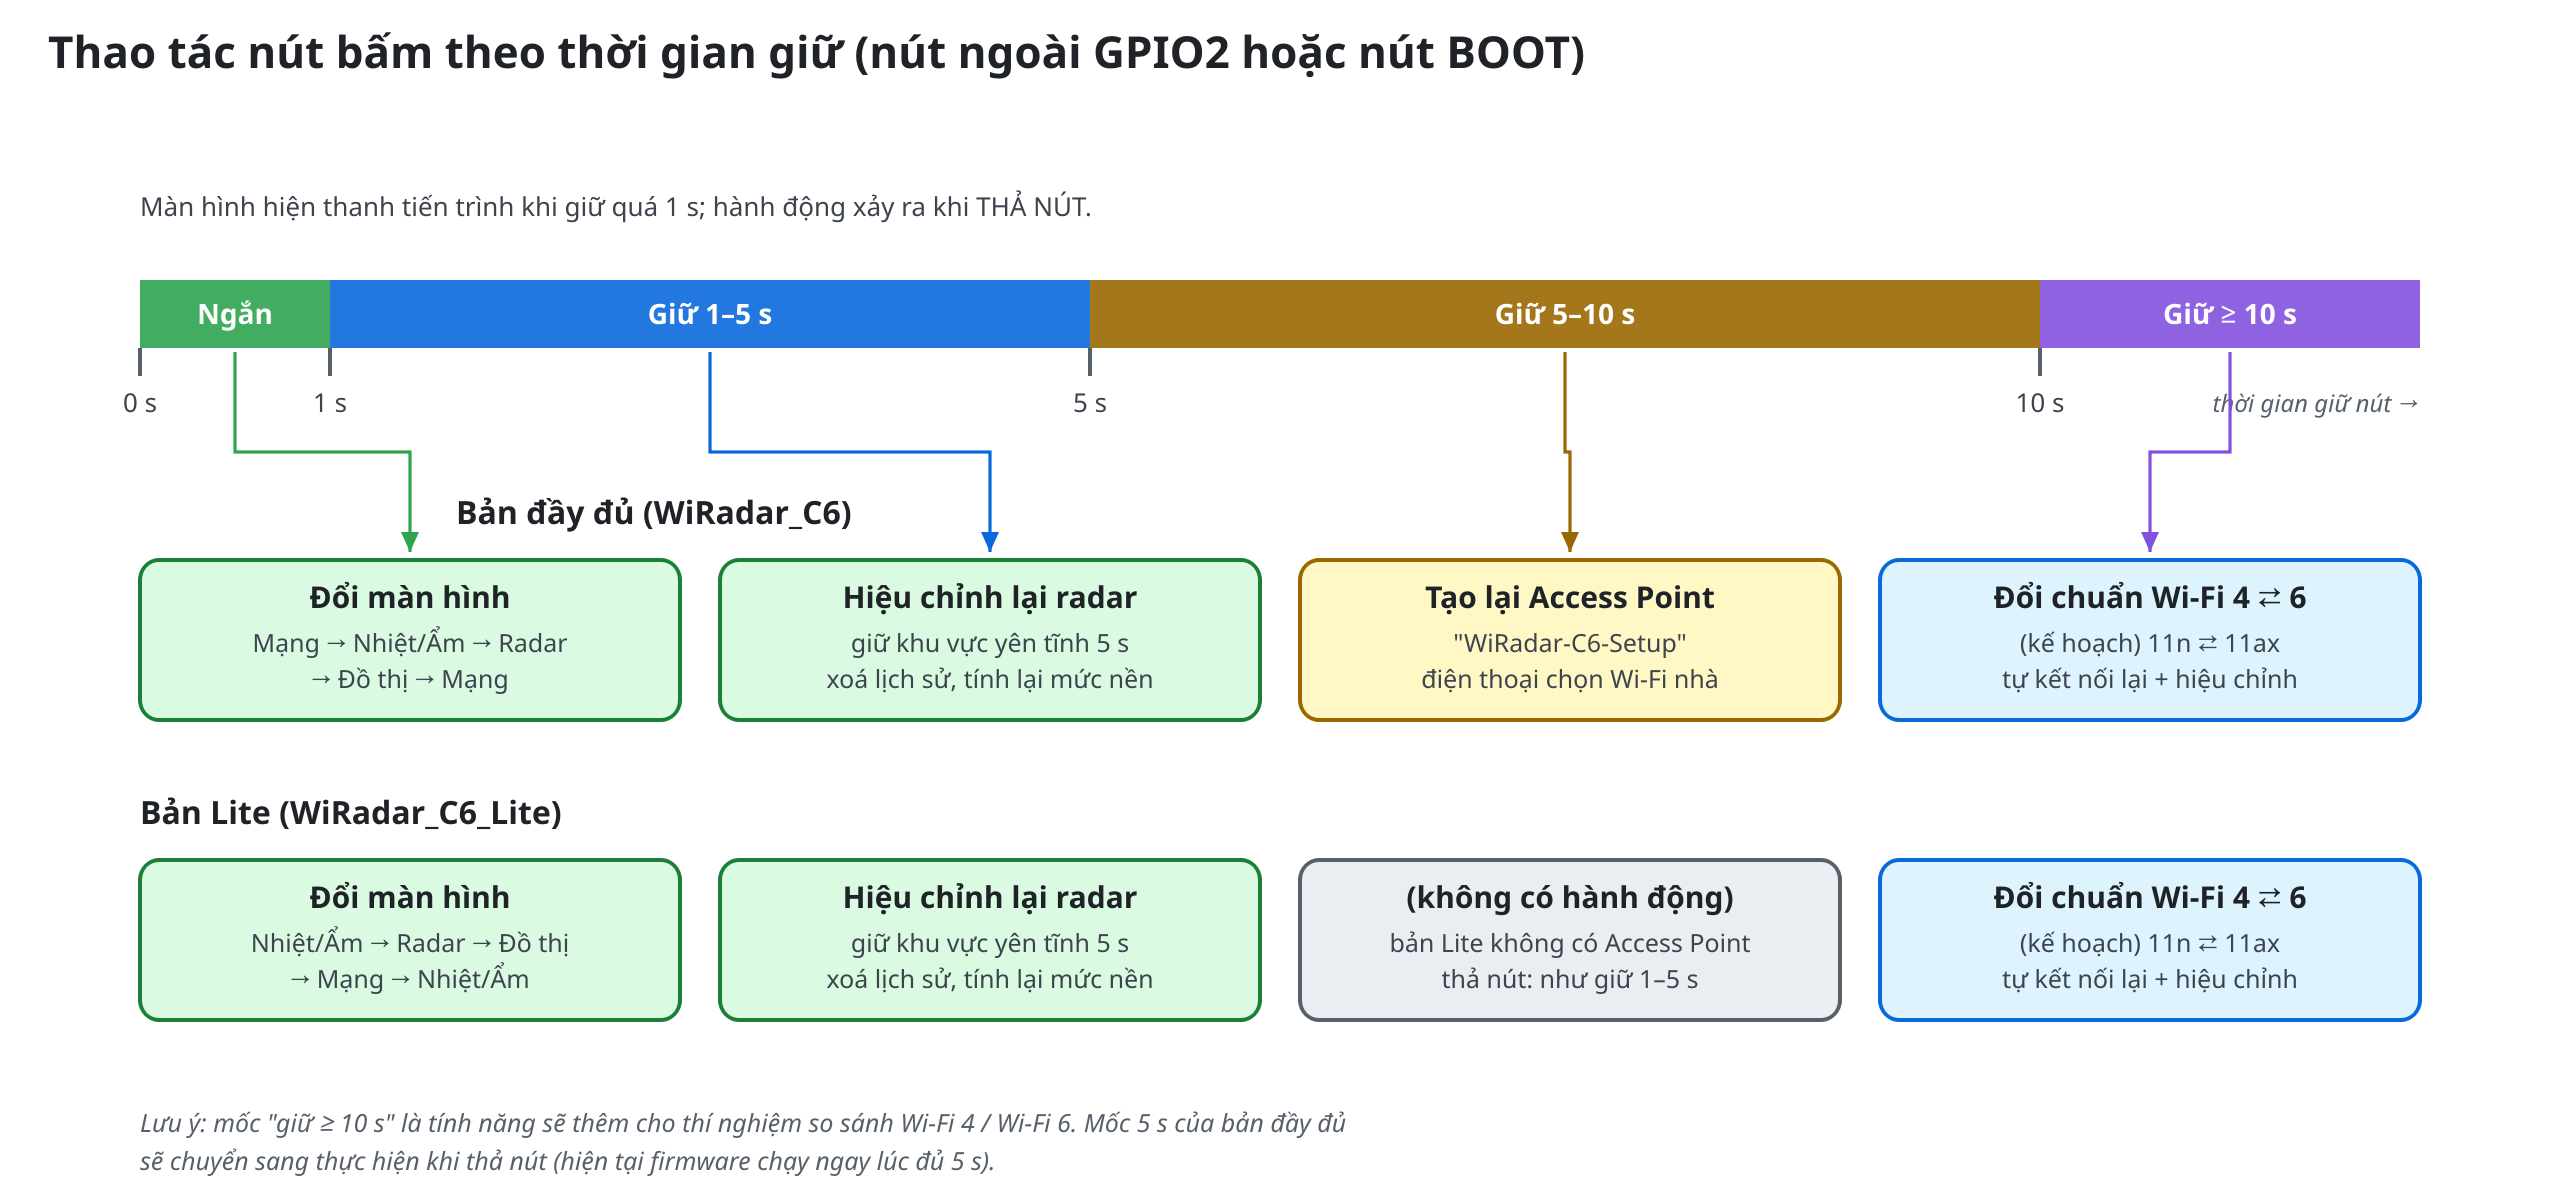 Thao tác nút bấm theo thời gian giữ (nút ngoài GPIO2 hoặc nút BOOT)
Màn hình hiện thanh tiến trình khi giữ quá 1 s; hành động xảy ra khi THẢ NÚT.
Ngắn
Giữ 1–5 s
Giữ 5–10 s
Giữ ≥ 10 s
0 s
1 s
5 s
10 s
thời gian giữ nút →
Bản đầy đủ (WiRadar_C6)
Đổi màn hình
Mạng → Nhiệt/Ẩm → Radar
→ Đồ thị → Mạng
Hiệu chỉnh lại radar
giữ khu vực yên tĩnh 5 s
xoá lịch sử, tính lại mức nền
Tạo lại Access Point
"WiRadar-C6-Setup"
điện thoại chọn Wi-Fi nhà
Đổi chuẩn Wi-Fi 4 ⇄ 6
(kế hoạch) 11n ⇄ 11ax
tự kết nối lại + hiệu chỉnh
Bản Lite (WiRadar_C6_Lite)
Đổi màn hình
Nhiệt/Ẩm → Radar → Đồ thị
→ Mạng → Nhiệt/Ẩm
Hiệu chỉnh lại radar
giữ khu vực yên tĩnh 5 s
xoá lịch sử, tính lại mức nền
(không có hành động)
bản Lite không có Access Point
thả nút: như giữ 1–5 s
Đổi chuẩn Wi-Fi 4 ⇄ 6
(kế hoạch) 11n ⇄ 11ax
tự kết nối lại + hiệu chỉnh
Lưu ý: mốc "giữ ≥ 10 s" là tính năng sẽ thêm cho thí nghiệm so sánh Wi-Fi 4 / Wi-Fi 6. Mốc 5 s của bản đầy đủ
sẽ chuyển sang thực hiện khi thả nút (hiện tại firmware chạy ngay lúc đủ 5 s).